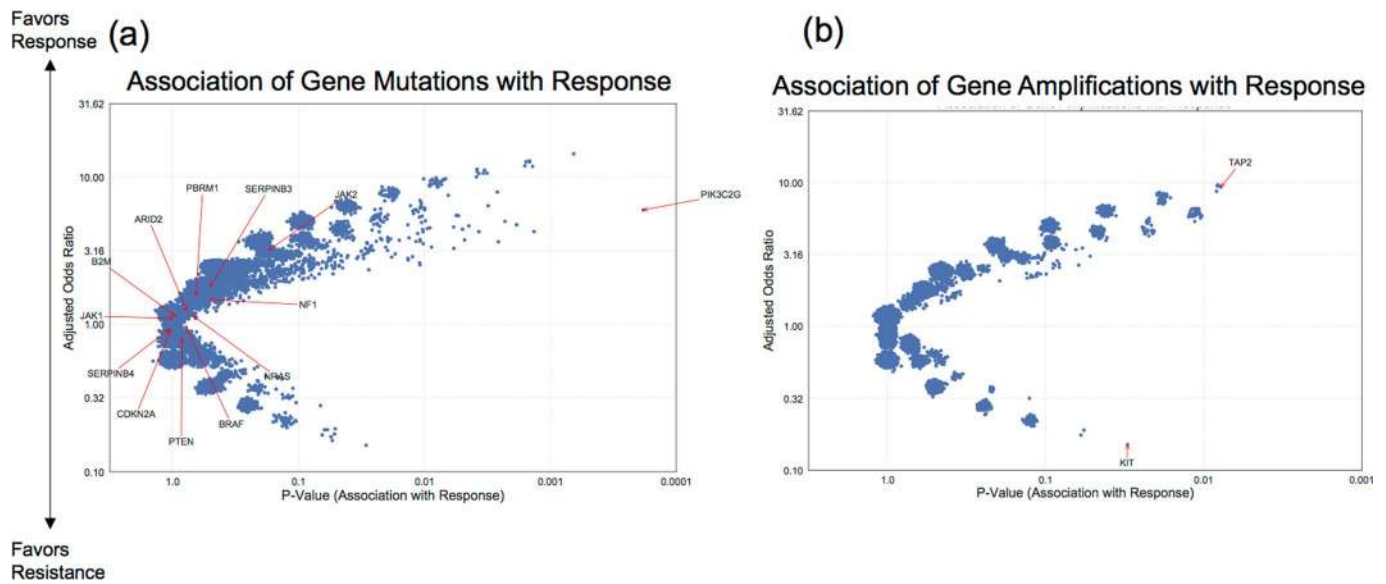 Favors
Response
(a)
(b)
Association of Gene Mutations with Response
Association of Gene Amplifications with Response
31.62
10.00
3.16
1.00
0.32
0.10
Adjusted Odds Ratio
PBRM1
SERPINB3
JAK2
PIK3C2G
ARID2
B2M
NF1
JAK1
SERPINB4
NRAS
CDKN2A
BRAF
PTEN
1.0
0.1
0.01
0.001
0.0001
P-Value (Association with Response)
31.62
10.00
3.16
1.00
0.32
0.10
Adjusted Odds Ratio
TAP2
KIT
1.0
0.1
0.01
0.001
P-Value (Association with Response)
Favors
Resistance